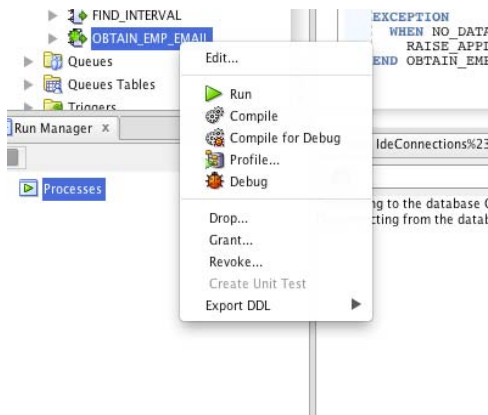 FIND_INTERVAL
OBTAIN_EMP_EMAIL
Queues
Queues Tables
Triggers
Run Manager x
Processes
Edit...
Run
Compile
Compile for Debug
Profile...
Debug
Drop...
Grant...
Revoke...
Create Unit Test
Export DDL
EXCEPTION
WHEN NO_DATA
RAISE_APPL
END OBTAIN_EMP
IdeConnections%23
ng to the database
cting from the datab